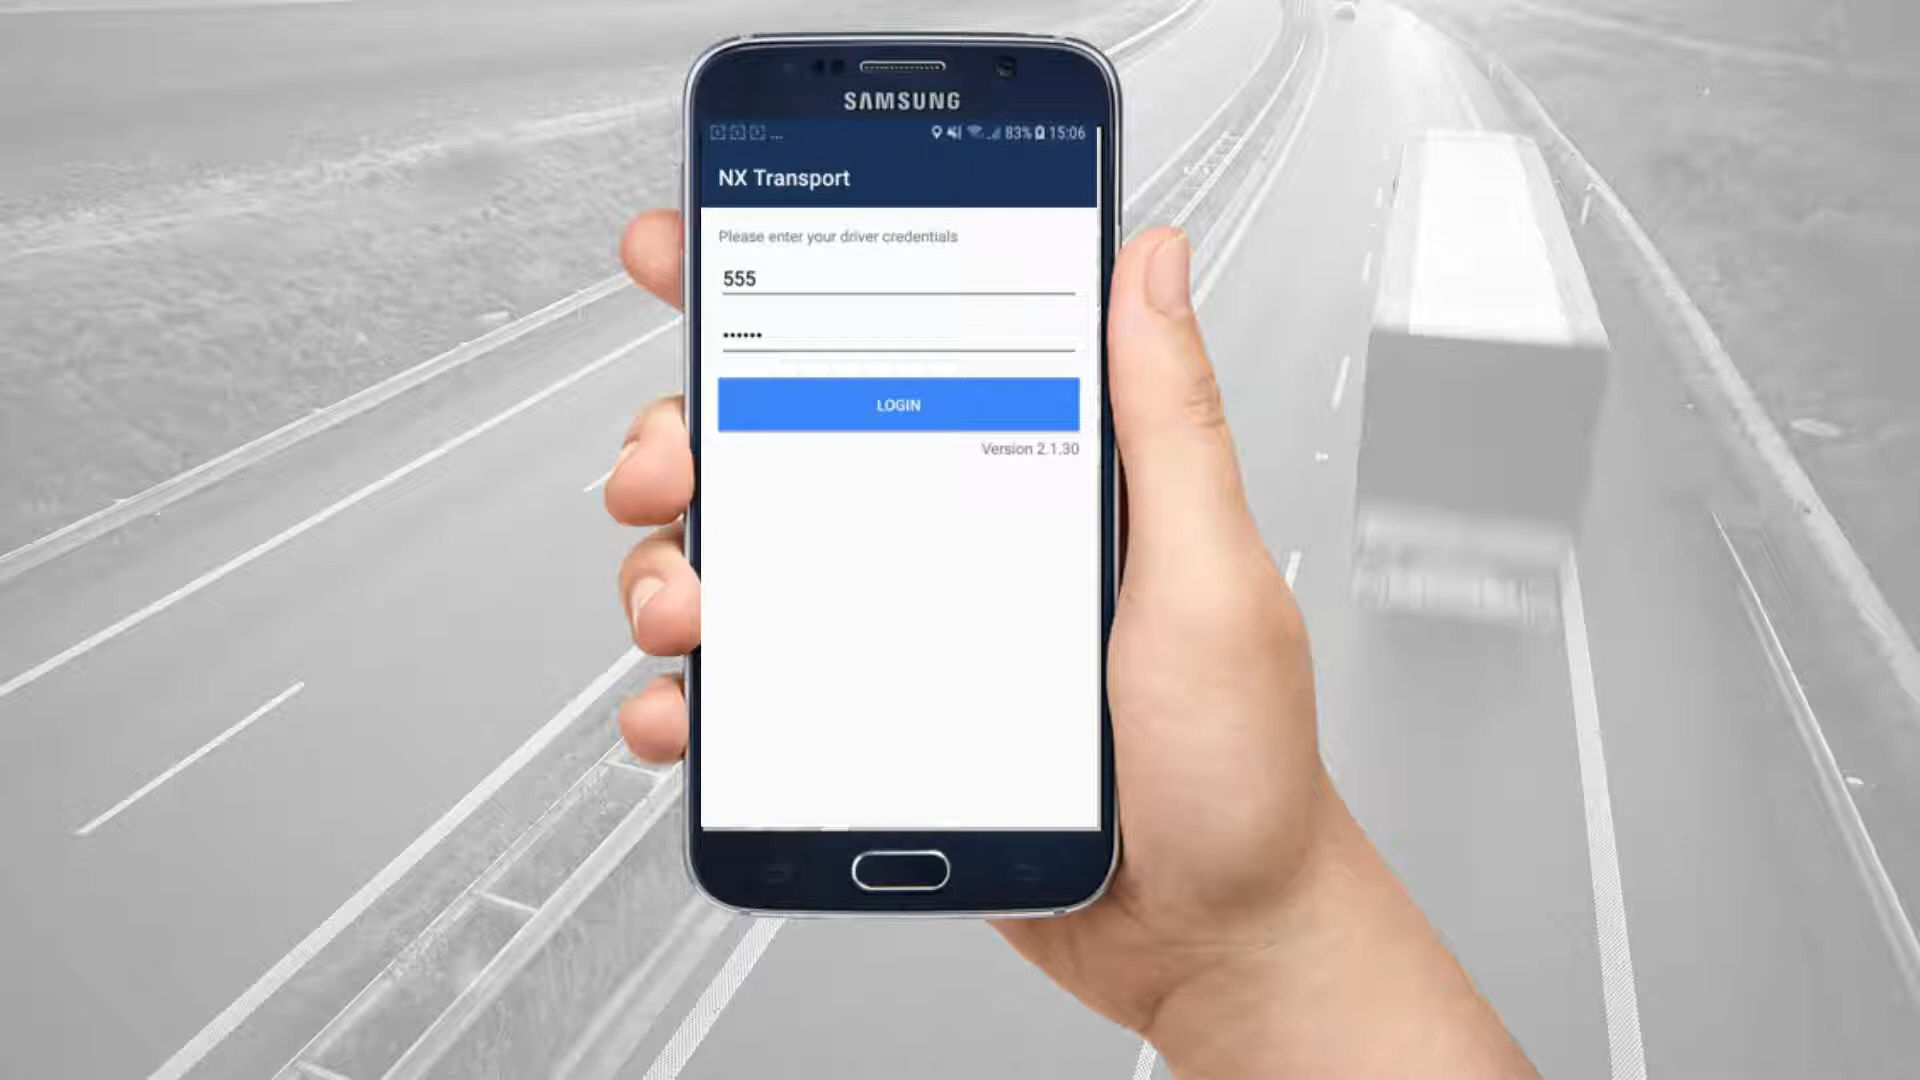 SAMSUNG
... 83% 15:06
NX Transport
Please enter your driver credentials
555
••••••
LOGIN
Version 2.1.30